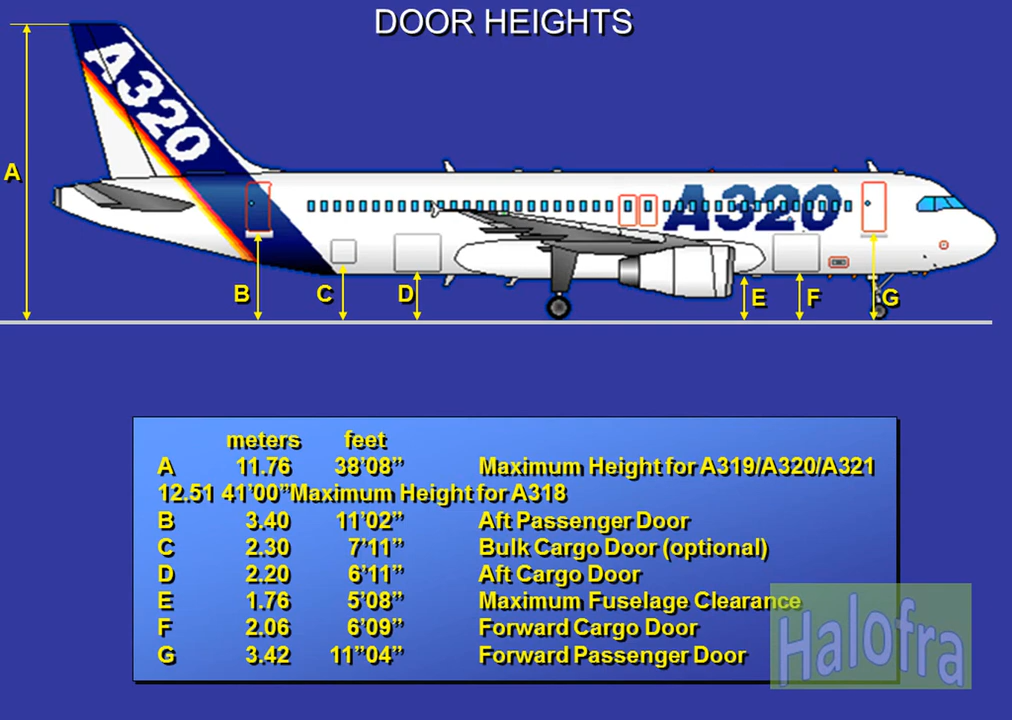 DOOR HEIGHTS
A320
A320
A
B
C
D
E
F
G
meters feet
A 11.76 38’08” Maximum Height for A319/A320/A321
12.51 41’00”Maximum Height for A318
B 3.40 11’02” Aft Passenger Door
C 2.30 7’11” Bulk Cargo Door (optional)
D 2.20 6’11” Aft Cargo Door
E 1.76 5’08” Maximum Fuselage Clearance
F 2.06 6’09” Forward Cargo Door
G 3.42 11”04” Forward Passenger Door
Halofra